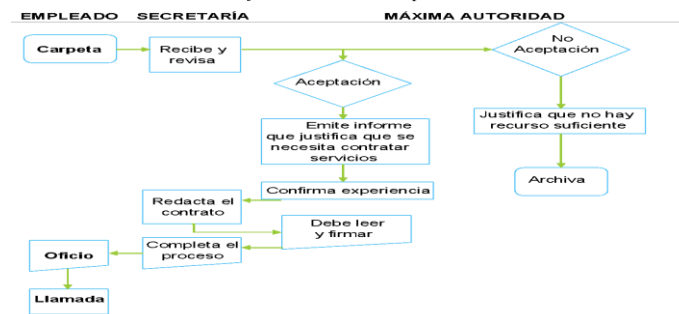 EMPLEADO SECRETARÍA MÁXIMA AUTORIDAD
Carpeta
Recibe y
revisa
No
Aceptación
Aceptación
Emite informe
que justifica que se
necesita contratar
servicios
Justifica que no hay
recurso suficiente
Archiva
Confirma experiencia
Redacta el
contrato
Debe leer
y firmar
Completa el
proceso
Oficio
Llamada